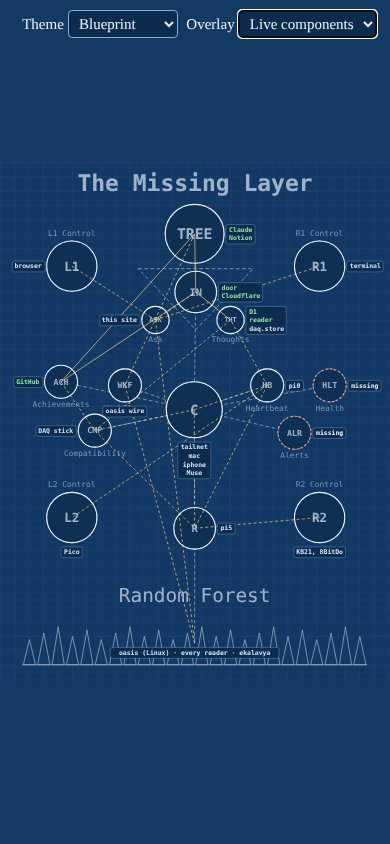 Theme Blueprint Overlay Live components
The Missing Layer
TREE
Claude
Notion
L1 Control
R1 Control
browser
L1
R1
terminal
IN
door
Cloudflare
this site
ASK
THT
D1
reader
daq.store
Ask
Thoughts
GitHub
ACH
WKF
HB
pi0
HLT
missing
Achievements
oasis wire
C
Heartbeat
Health
DAQ stick
CMP
ALR
missing
Compatibility
Alerts
tailnet
mac
iphone
Muse
L2 Control
R2 Control
L2
R
pi5
R2
Pico
KB21, 8BitDo
Random Forest
oasis (Linux) · every reader · ekalavya